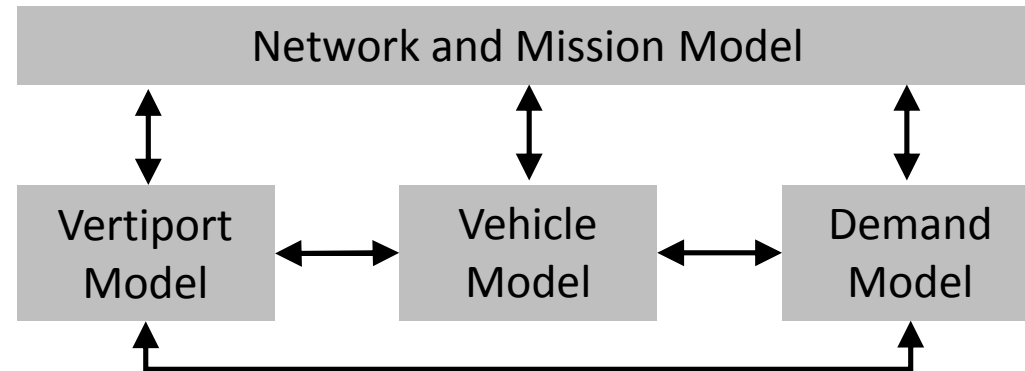 Network and Mission Model
Vertiport
Model
Vehicle
Model
Demand
Model